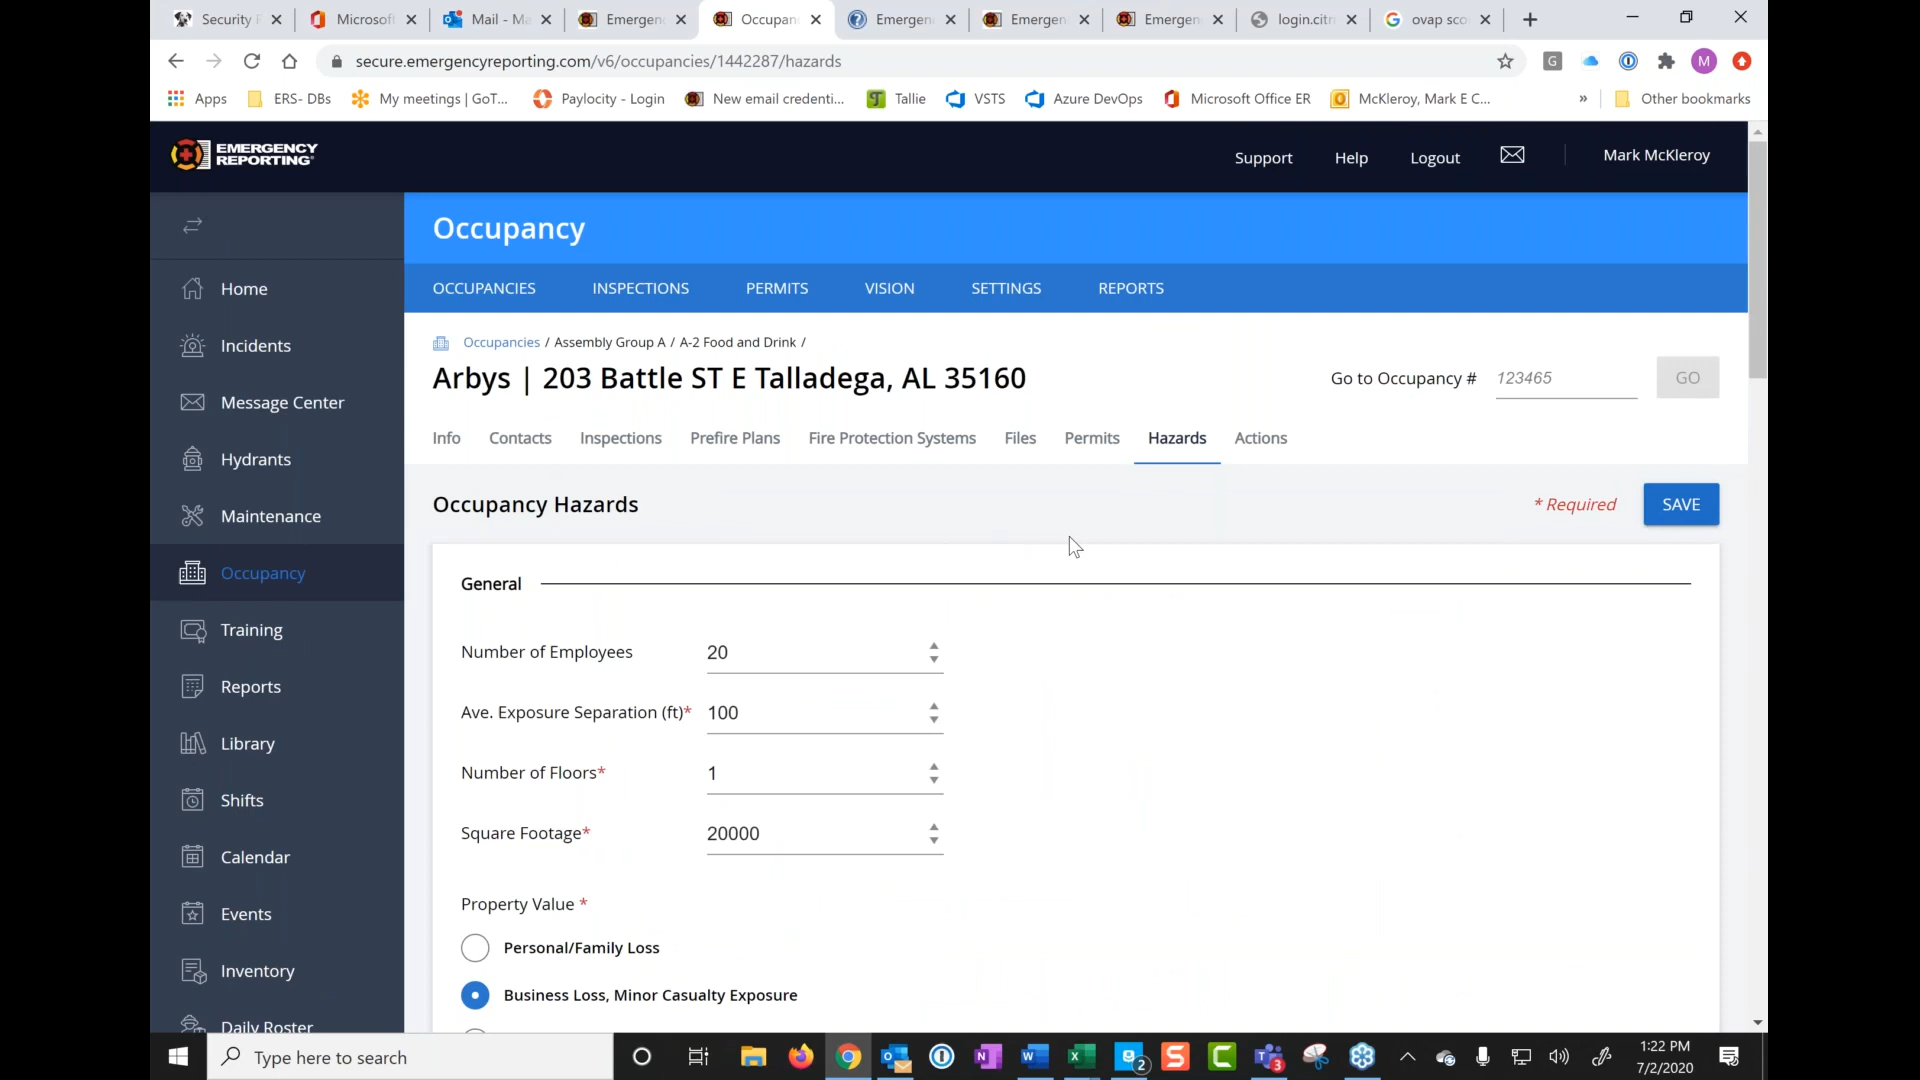 Security F
Microsoft
Mail - Ma
Emergen
Occupan
Emergen
Emergen
Emergen
login.citri
ovap sco
secure.emergencyreporting.com/v6/occupancies/1442287/hazards
G
M
Apps
ERS- DBs
My meetings | GoT...
Paylocity - Login
New email credenti...
Tallie
VSTS
Azure DevOps
Microsoft Office ER
McKleroy, Mark E C...
»
Other bookmarks
EMERGENCY
REPORTING
Support
Help
Logout
Mark McKleroy
Occupancy
OCCUPANCIES
INSPECTIONS
PERMITS
VISION
SETTINGS
REPORTS
Occupancies / Assembly Group A / A-2 Food and Drink /
Arbys | 203 Battle ST E Talladega, AL 35160
Go to Occupancy #
123465
GO
Info
Contacts
Inspections
Prefire Plans
Fire Protection Systems
Files
Permits
Hazards
Actions
Home
Incidents
Message Center
Hydrants
Maintenance
Occupancy
Training
Reports
Library
Shifts
Calendar
Events
Inventory
Daily Roster
Occupancy Hazards
* Required
SAVE
General
Number of Employees
20
Ave. Exposure Separation (ft)*
100
Number of Floors*
1
Square Footage*
20000
Property Value *
Personal/Family Loss
Business Loss, Minor Casualty Exposure
Type here to search
2
3
1:22 PM
7/2/2020